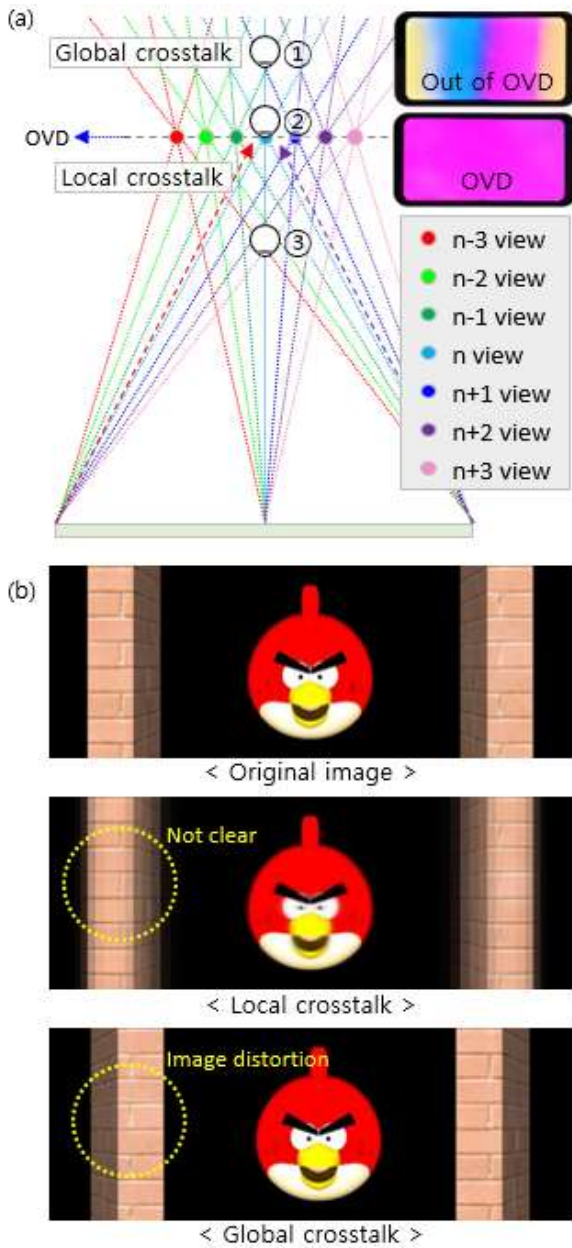 (a)
Global crosstalk
①
Out of OVD
②
OVD
Local crosstalk
OVD
③
n-3 view
n-2 view
n-1 view
n view
n+1 view
n+2 view
n+3 view
(b)
< Original image >
Not clear
< Local crosstalk >
Image distortion
< Global crosstalk >